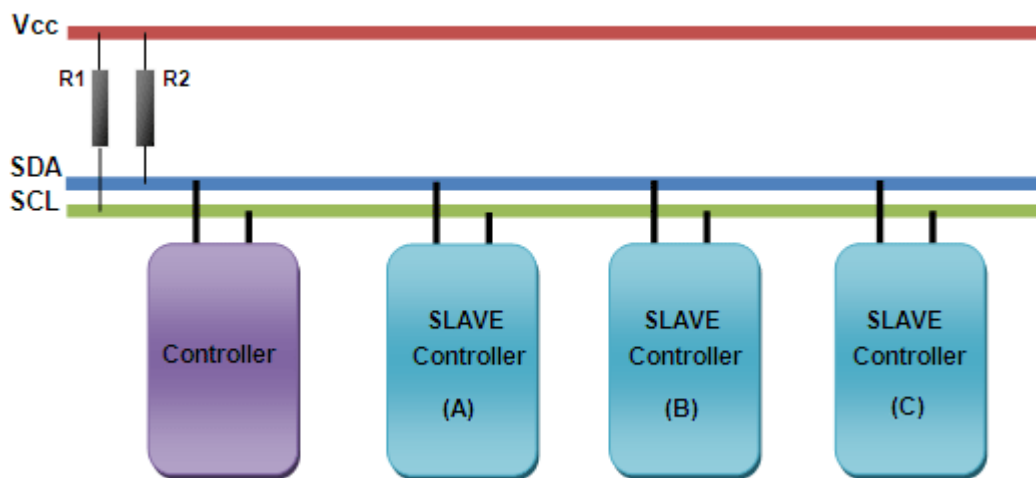 Vcc
R1
R2
SDA
SCL
Controller
SLAVE
Controller
(A)
SLAVE
Controller
(B)
SLAVE
Controller
(C)